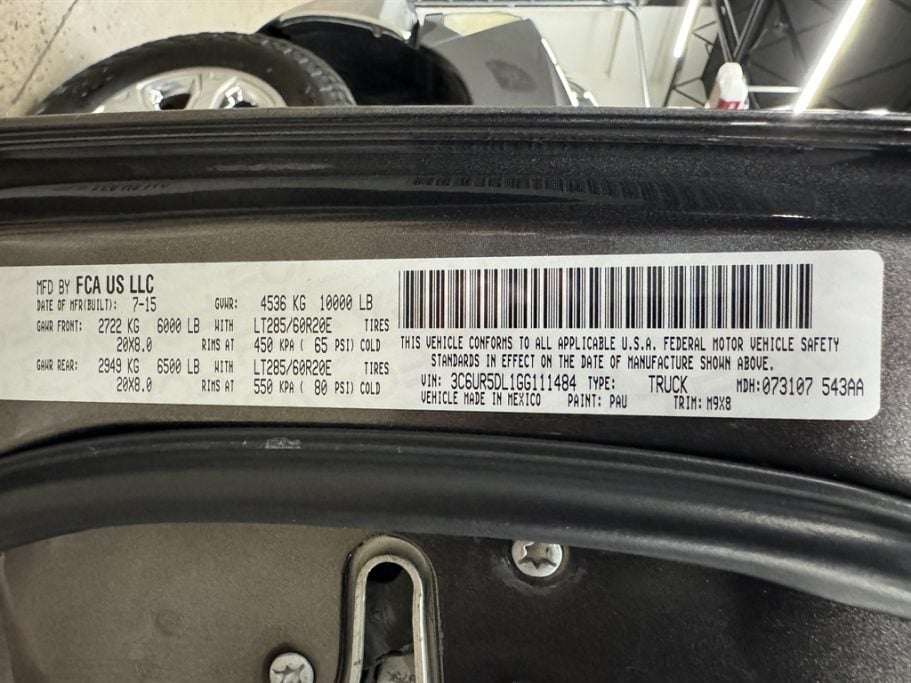 MFD BY FCA US LLC
DATE OF MFR(BUILT): 7-15 GVWR: 4536 KG 10000 LB
GAWR FRONT: 2722 KG 6000 LB WITH LT285/60R20E TIRES
20X8.0 RIMS AT 450 KPA ( 65 PSI) COLD
GAWR REAR: 2949 KG 6500 LB WITH LT285/60R20E TIRES
20X8.0 RIMS AT 550 KPA ( 80 PSI) COLD
THIS VEHICLE CONFORMS TO ALL APPLICABLE U.S.A. FEDERAL MOTOR VEHICLE SAFETY
STANDARDS IN EFFECT ON THE DATE OF MANUFACTURE SHOWN ABOVE.
VIN: 3C6UR5DL1GG111484 TYPE: TRUCK MDH:073107 543AA
VEHICLE MADE IN MEXICO PAINT: PAU TRIM: M9X8